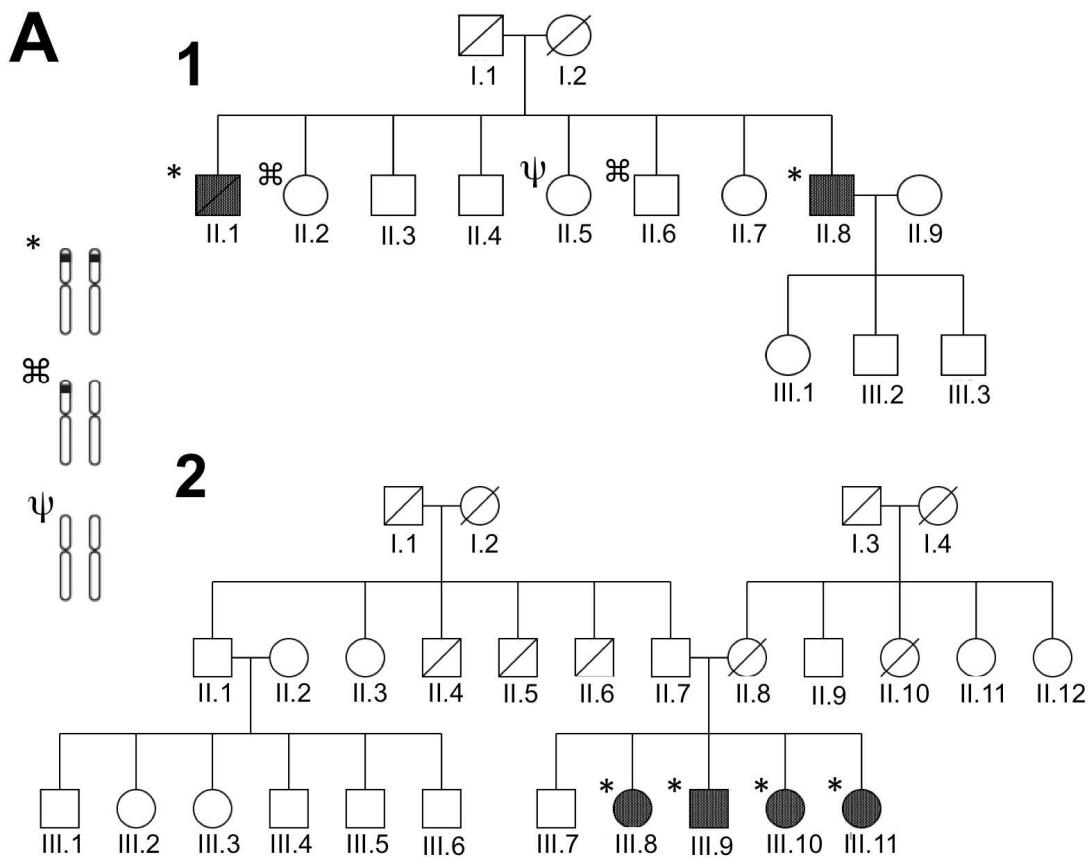 A
1
I.1 I.2
* ⌘ ψ ⌘ *
II.1 II.2 II.3 II.4 II.5 II.6 II.7 II.8 II.9
*
⌘
III.1 III.2 III.3
ψ
2
I.1 I.2 I.3 I.4
II.1 II.2 II.3 II.4 II.5 II.6 II.7 II.8 II.9 II.10 II.11 II.12
* * * *
III.1 III.2 III.3 III.4 III.5 III.6 III.7 III.8 III.9 III.10 III.11